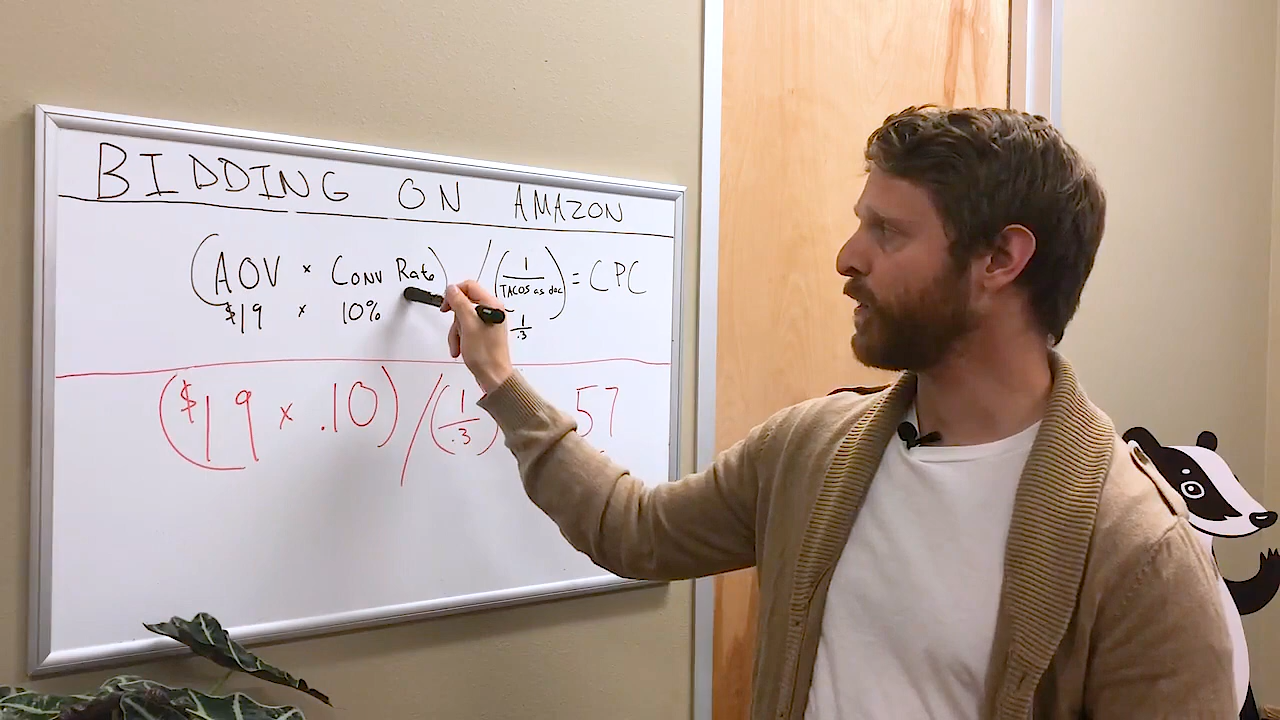 BIDDING ON AMAZON
(AOV × CONV Rate) / (1/TACOS as dec) = CPC
$19 × 10% 1/.3
($19 × .10) / (1/.3) 57